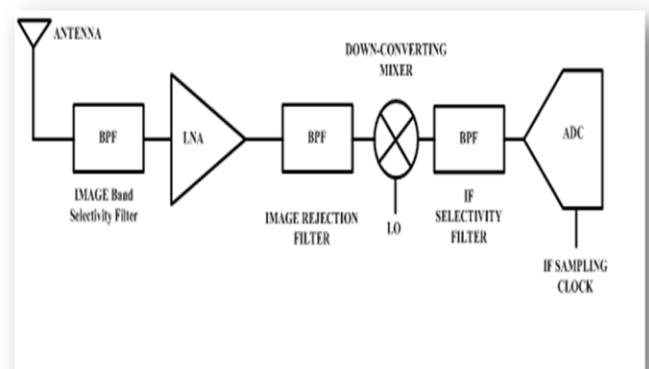 ANTENNA
DOWN-CONVERTING
MIXER
BPF
LNA
BPF
BPF
ADC
IMAGE Band
Selectivity Filter
IMAGE REJECTION
FILTER
LO
IF
SELECTIVITY
FILTER
IF SAMPLING
CLOCK